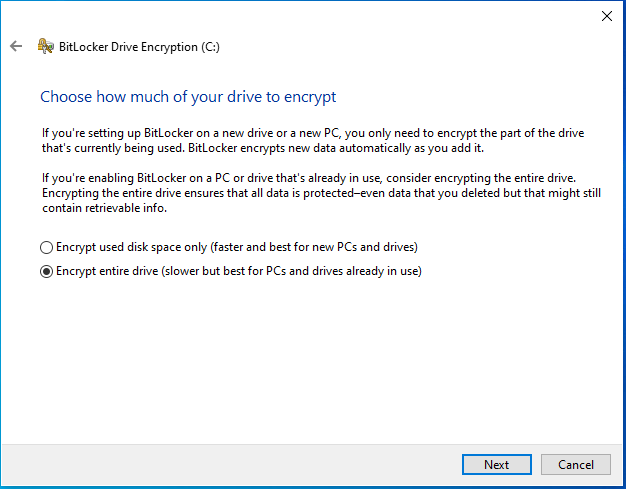 BitLocker Drive Encryption (C:)
Choose how much of your drive to encrypt
If you're setting up BitLocker on a new drive or a new PC, you only need to encrypt the part of the drive
that's currently being used. BitLocker encrypts new data automatically as you add it.
If you're enabling BitLocker on a PC or drive that's already in use, consider encrypting the entire drive.
Encrypting the entire drive ensures that all data is protected–even data that you deleted but that might still
contain retrievable info.
Encrypt used disk space only (faster and best for new PCs and drives)
Encrypt entire drive (slower but best for PCs and drives already in use)
Next
Cancel